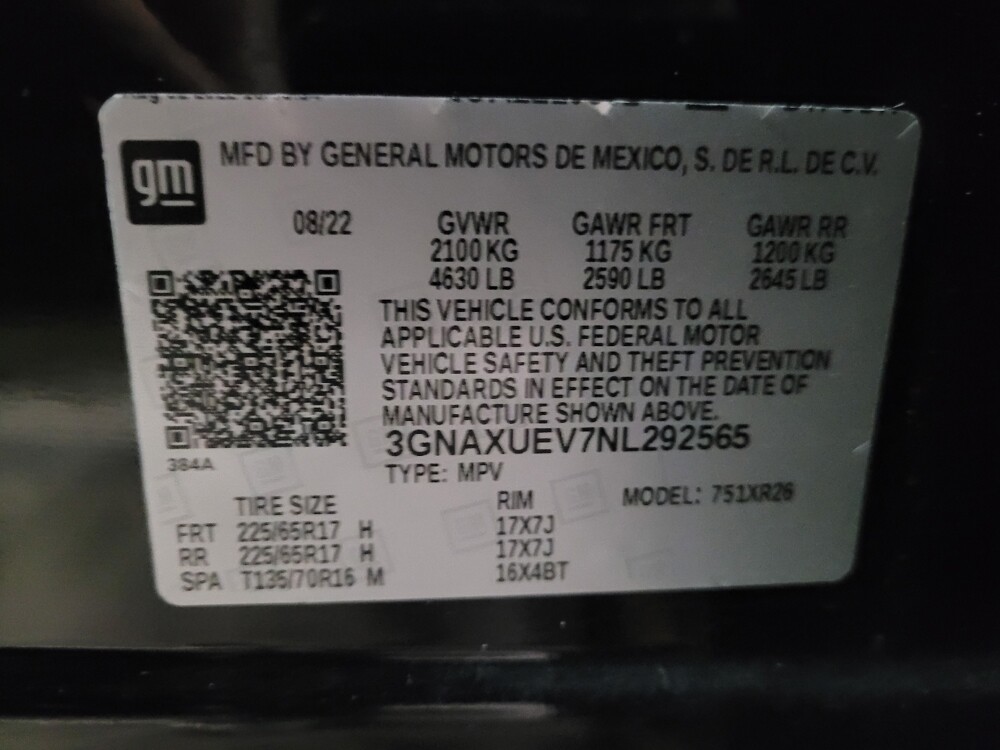 gm
MFD BY GENERAL MOTORS DE MEXICO, S. DE R.L. DE C.V.
08/22 GVWR GAWR FRT GAWR RR
2100 KG 1175 KG 1200 KG
4630 LB 2590 LB 2645 LB
THIS VEHICLE CONFORMS TO ALL
APPLICABLE U.S. FEDERAL MOTOR
VEHICLE SAFETY AND THEFT PREVENTION
STANDARDS IN EFFECT ON THE DATE OF
MANUFACTURE SHOWN ABOVE.
3GNAXUEV7NL292565
384A
TYPE: MPV
TIRE SIZE RIM MODEL: 751XR26
FRT 225/65R17 H 17X7J
RR 225/65R17 H 17X7J
SPA T135/70R16 M 16X4BT